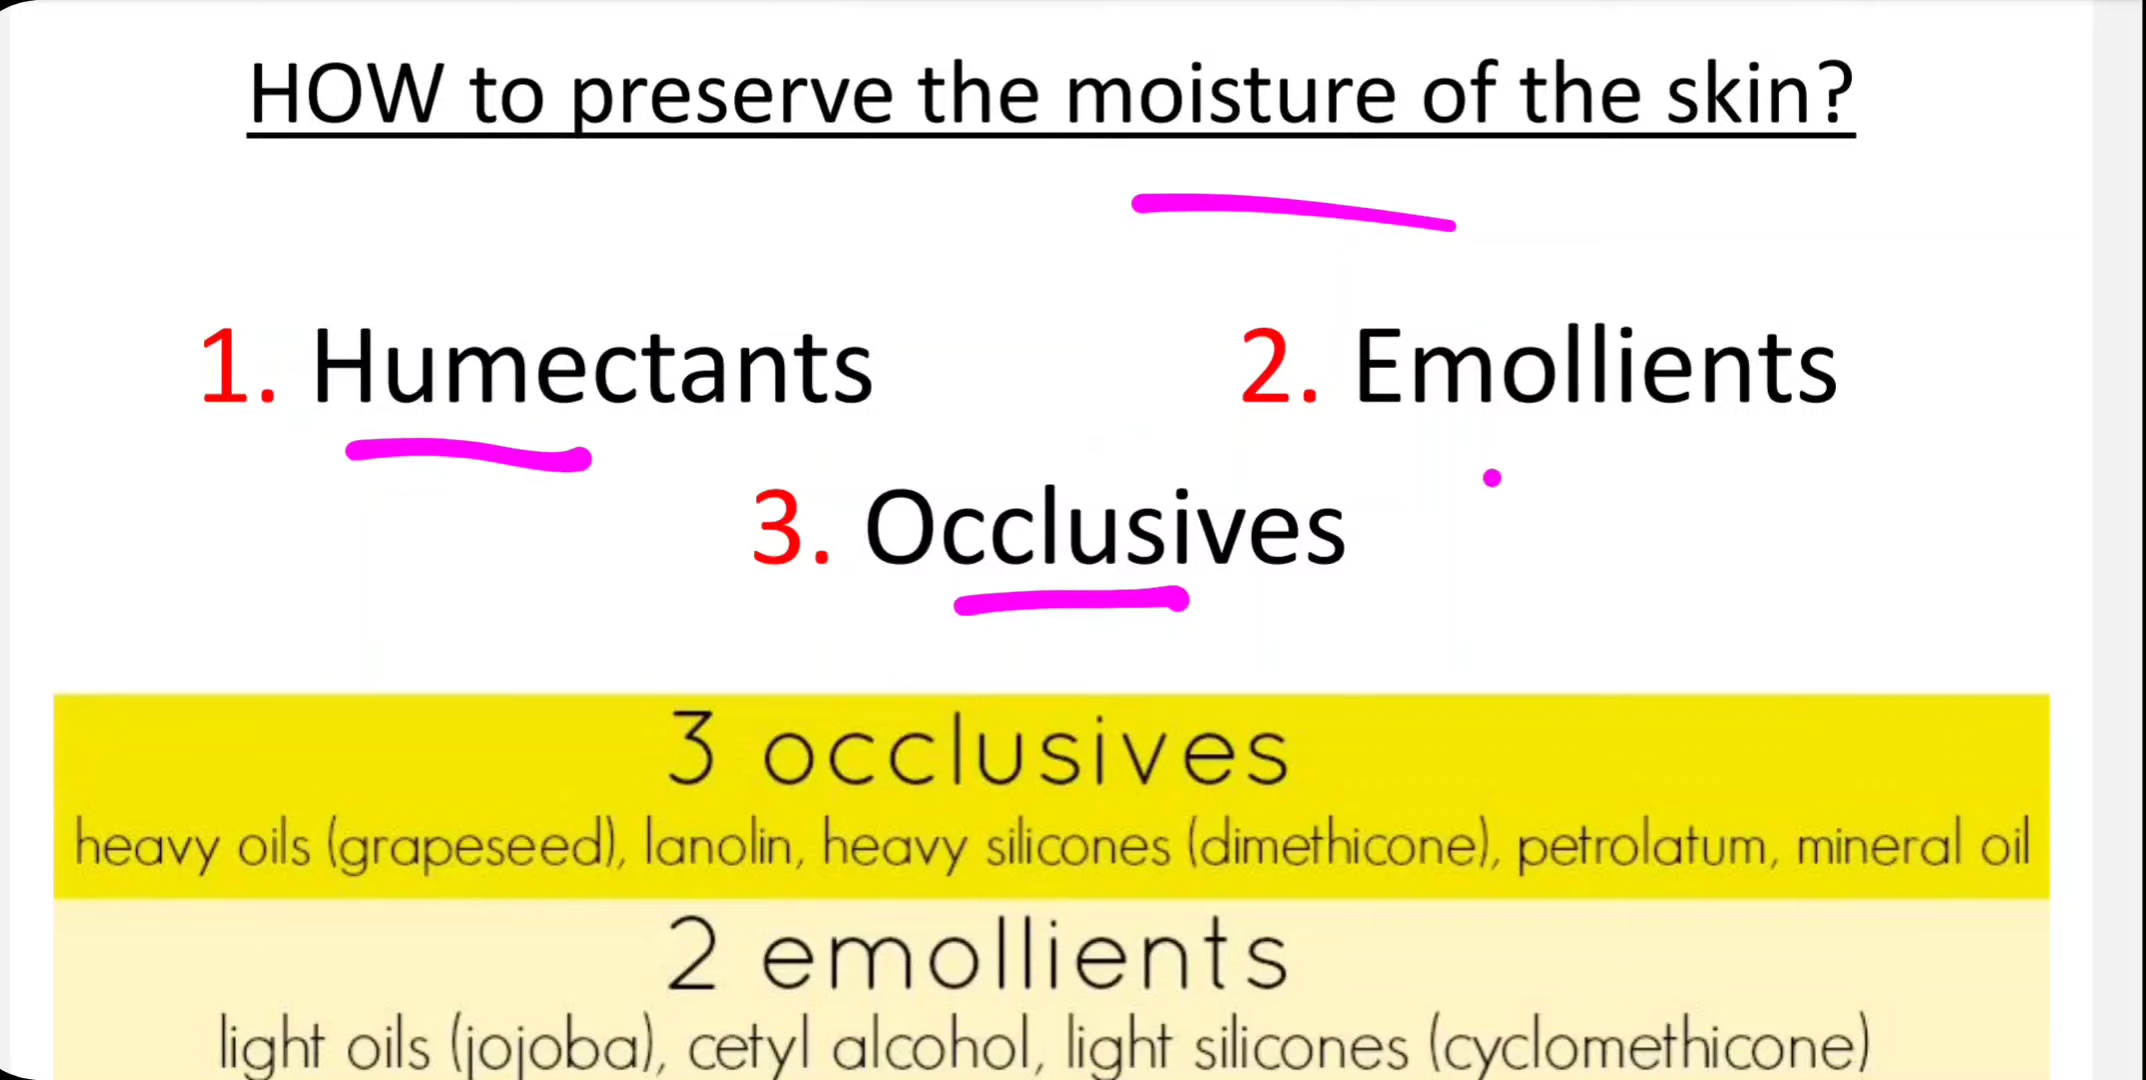 HOW to preserve the moisture of the skin?
1. Humectants 2. Emollients
3. Occlusives
3 occlusives
heavy oils (grapeseed), lanolin, heavy silicones (dimethicone), petrolatum, mineral oil
2 emollients
light oils (jojoba), cetyl alcohol, light silicones (cyclomethicone)